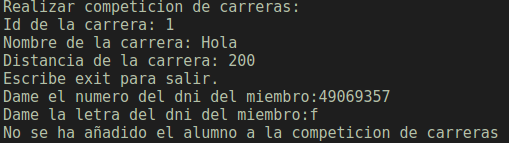 Realizar competicion de carreras:
Id de la carrera: 1
Nombre de la carrera: Hola
Distancia de la carrera: 200
Escribe exit para salir.
Dame el numero del dni del miembro:49069357
Dame la letra del dni del miembro:f
No se ha añadido el alumno a la competicion de carreras